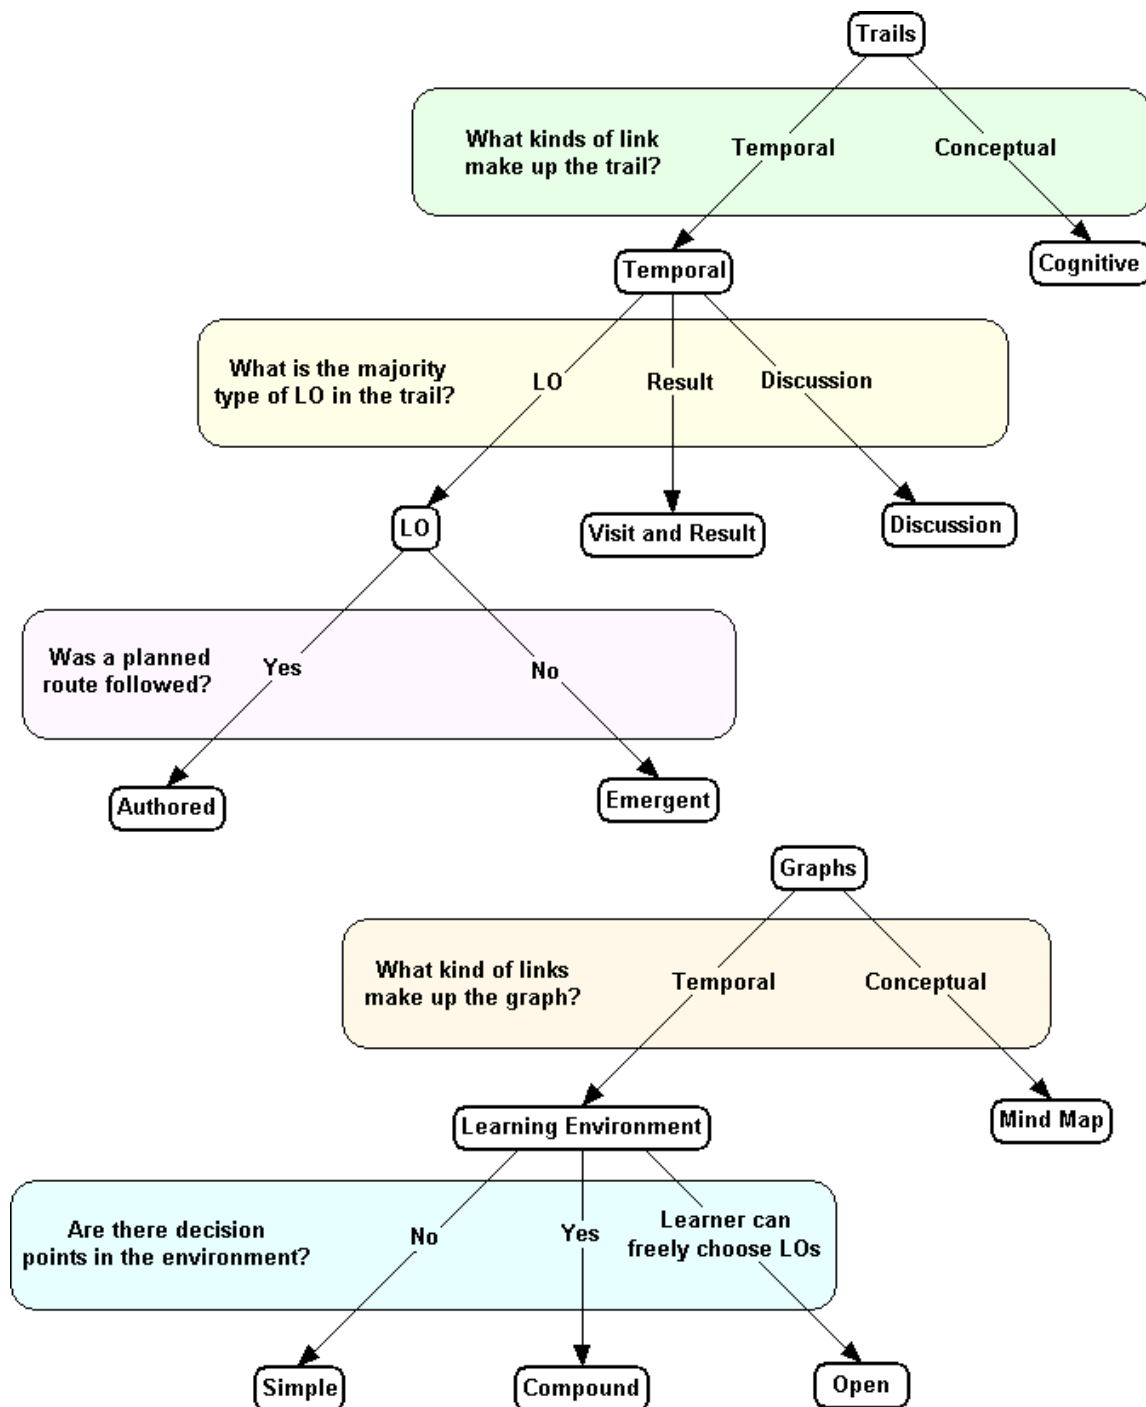 Trails
What kinds of link
make up the trail?
Temporal
Conceptual
Temporal
Cognitive
What is the majority
type of LO in the trail?
LO
Result
Discussion
LO
Visit and Result
Discussion
Was a planned
route followed?
Yes
No
Authored
Emergent
Graphs
What kind of links
make up the graph?
Temporal
Conceptual
Learning Environment
Mind Map
Are there decision
points in the environment?
No
Yes
Learner can
freely choose LOs
Simple
Compound
Open